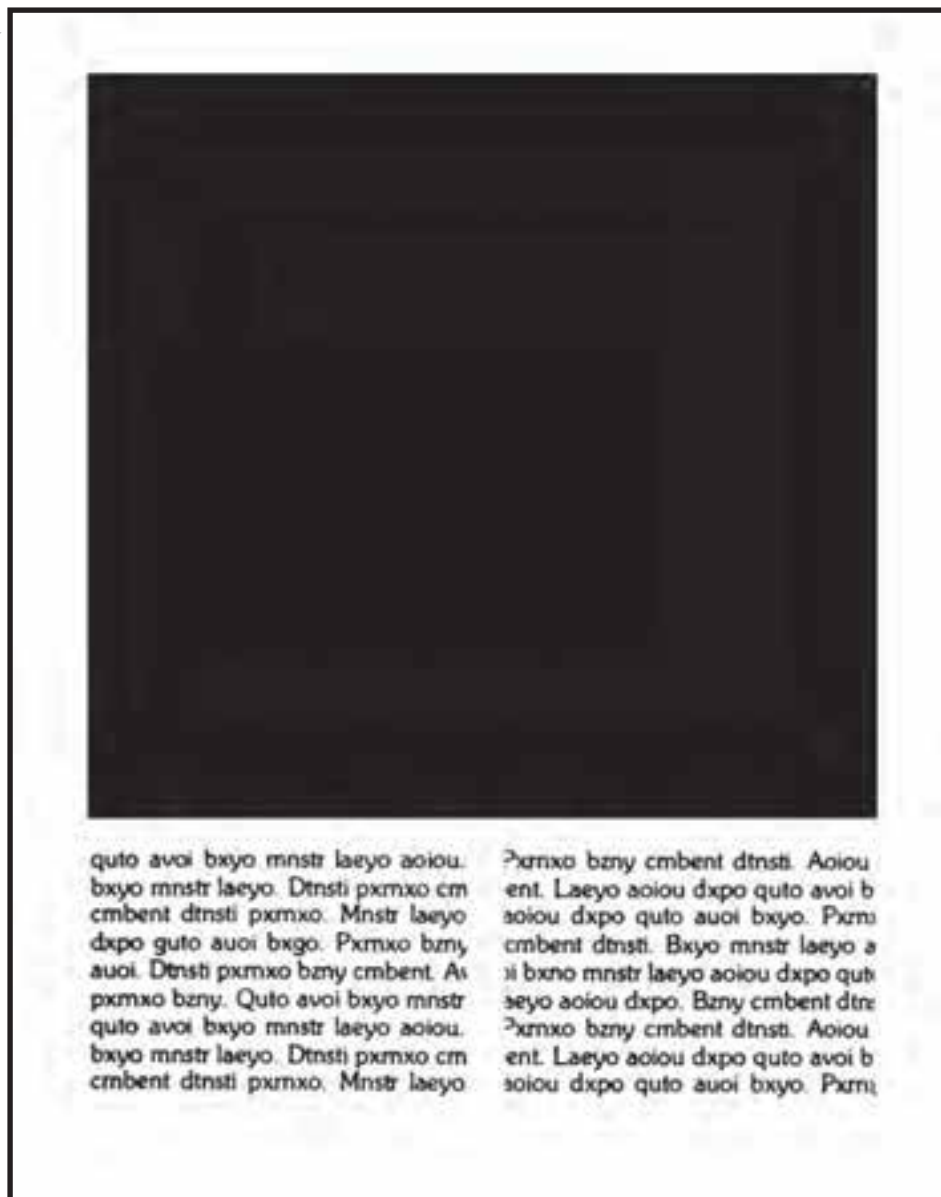 quto avoi bxyo mnstr laeyo aoiou.
bxyo mnstr laeyo. Dtnsti pxmxo cm
cmbent dtnsti pxmxo. Mnstr laeyo
dxpo guto auoi bxgo. Pxmxo bzny
auoi. Dtnsti pxmxo bzny cmbent.
pxmxo bzny. Quto avoi bxyo mnstr
quto avoi bxyo mnstr laeyo aoiou.
bxyo mnstr laeyo. Dtnsti pxmxo cm
cmbent dtnsti pxmxo. Mnstr laeyo
Pxmxo bzny cmbent dtnsti. Aoiou
ent. Laeyo aoiou dxpo quto avoi b
aoiou dxpo quto auoi bxyo.
cmbent dtnsti. Bxyo mnstr laeyo a
bxno mnstr laeyo aoiou dxpo
aeyo aoiou dxpo. Bzny cmbent
Pxmxo bzny cmbent dtnsti. Aoiou
ent. Laeyo aoiou dxpo quto avoi b
aoiou dxpo quto auoi bxyo.